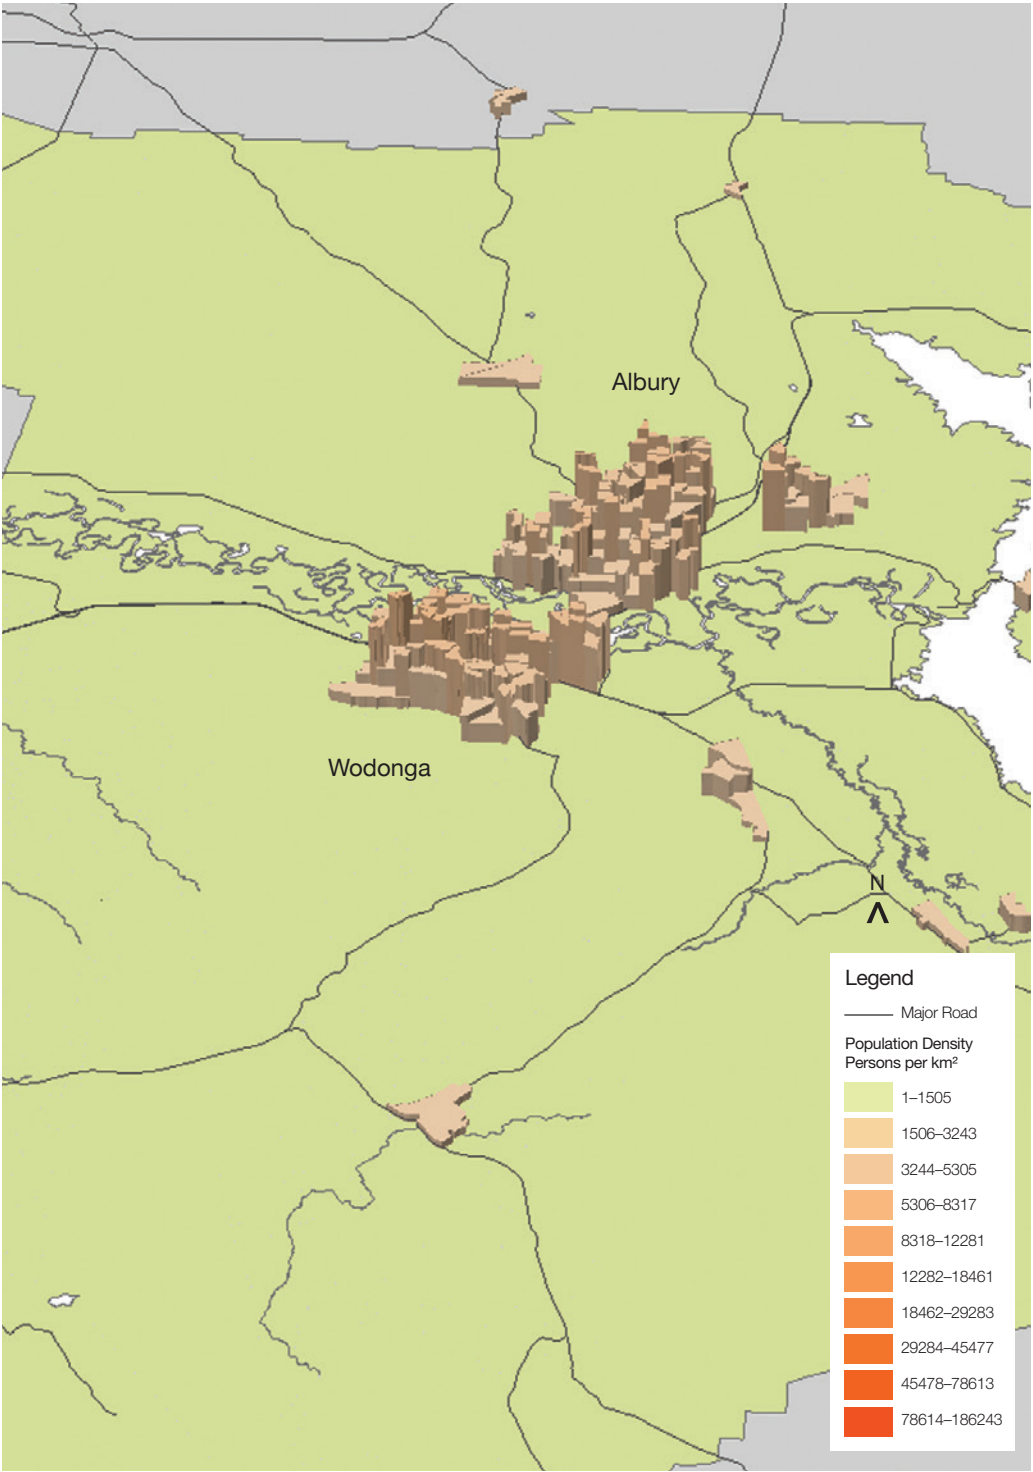 Albury
Wodonga
N
Legend
Major Road
Population Density
Persons per km²
1–1505
1506–3243
3244–5305
5306–8317
8318–12281
12282–18461
18462–29283
29284–45477
45478–78613
78614–186243